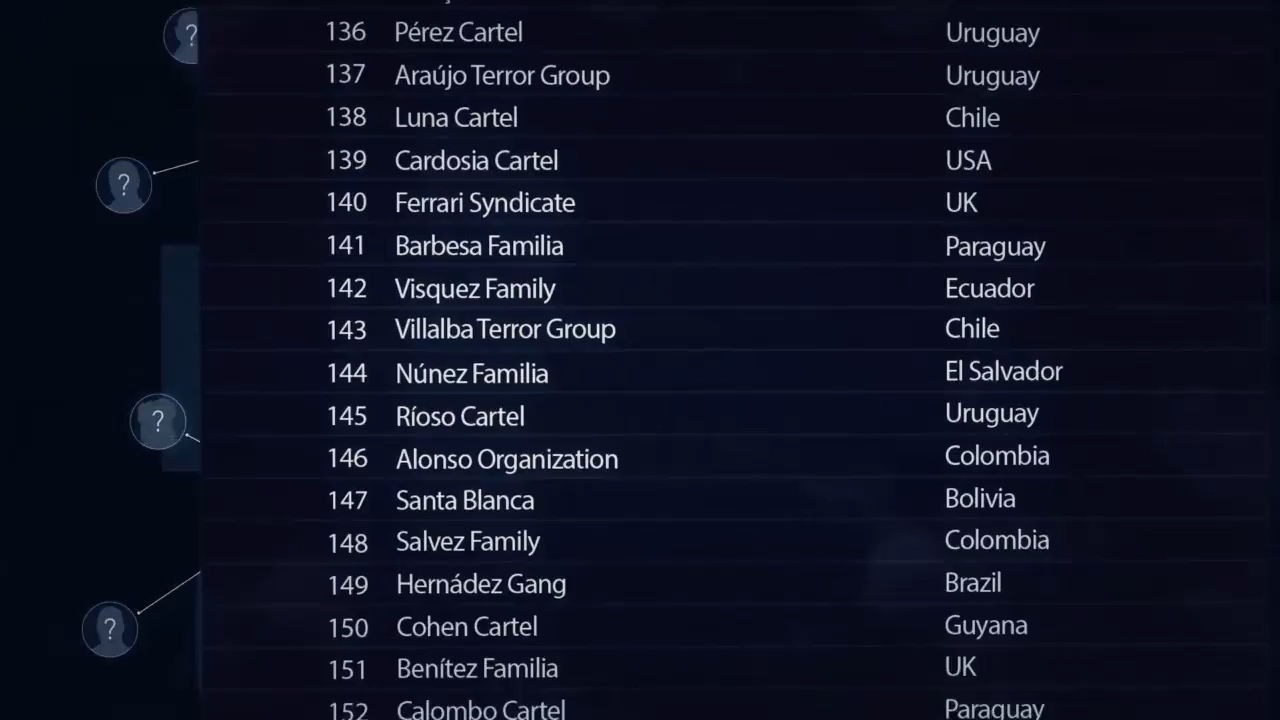 136 Pérez Cartel Uruguay
137 Araújo Terror Group Uruguay
138 Luna Cartel Chile
139 Cardosia Cartel USA
140 Ferrari Syndicate UK
141 Barbesa Familia Paraguay
142 Visquez Family Ecuador
143 Villalba Terror Group Chile
144 Núnez Familia El Salvador
145 Ríoso Cartel Uruguay
146 Alonso Organization Colombia
147 Santa Blanca Bolivia
148 Salvez Family Colombia
149 Hernádez Gang Brazil
150 Cohen Cartel Guyana
151 Benítez Familia UK
152 Calombo Cartel Paraguay
?
?
?
?